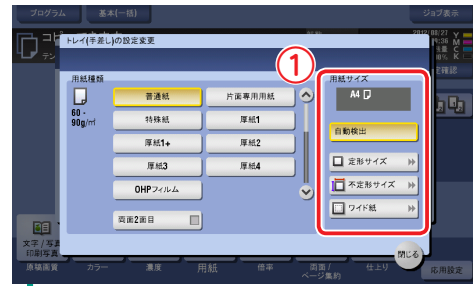 プログラム
基本(一括)
ジョブ表示
トレイ(手差し)の設定変更
用紙種類
①
用紙サイズ
60 -
90g/㎡
普通紙
片面専用用紙
A4
特殊紙
厚紙1
自動検出
厚紙1+
厚紙2
定形サイズ
厚紙3
厚紙4
不定形サイズ
OHPフィルム
ワイド紙
両面2面目
閉じる
文字/写真
印刷写真
原稿画質
カラー
濃度
用紙
倍率
両面/
ページ集約
仕上り
応用設定